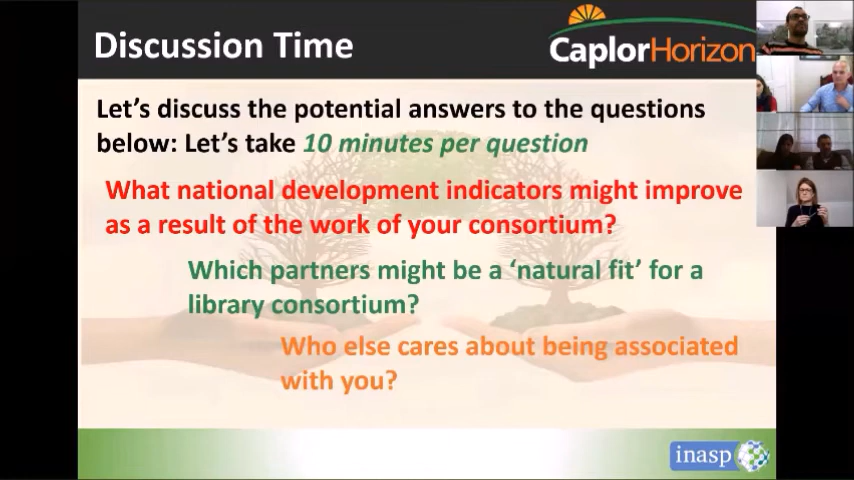 Discussion Time
CaplorHorizon
Let's discuss the potential answers to the questions
below: Let's take 10 minutes per question
What national development indicators might improve
as a result of the work of your consortium?
Which partners might be a ‘natural fit’ for a
library consortium?
Who else cares about being associated
with you?
inasp